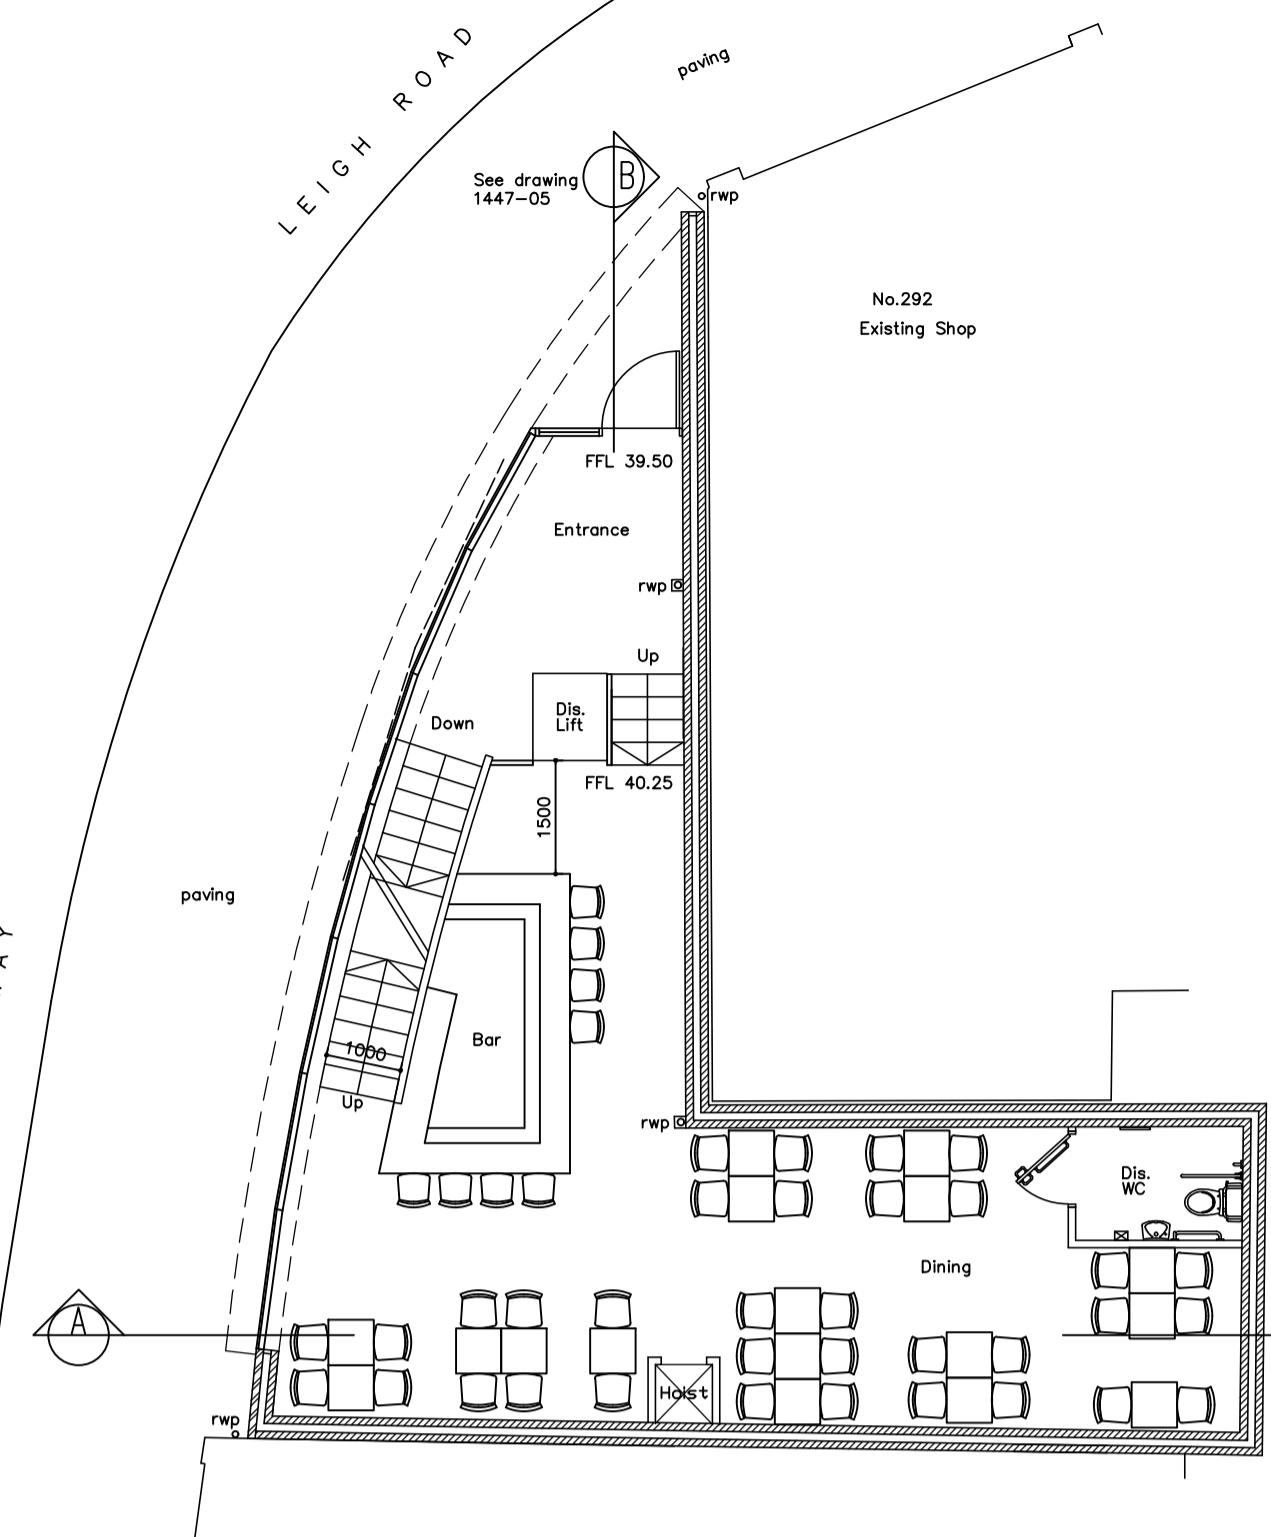 LEIGH ROAD
paving
See drawing
1447-05
B
rwp
No.292
Existing Shop
FFL 39.50
Entrance
rwp
Up
Dis.
Lift
Down
FFL 40.25
1500
paving
Bar
1000
Up
rwp
Dis.
WC
Dining
A
Hoist
rwp